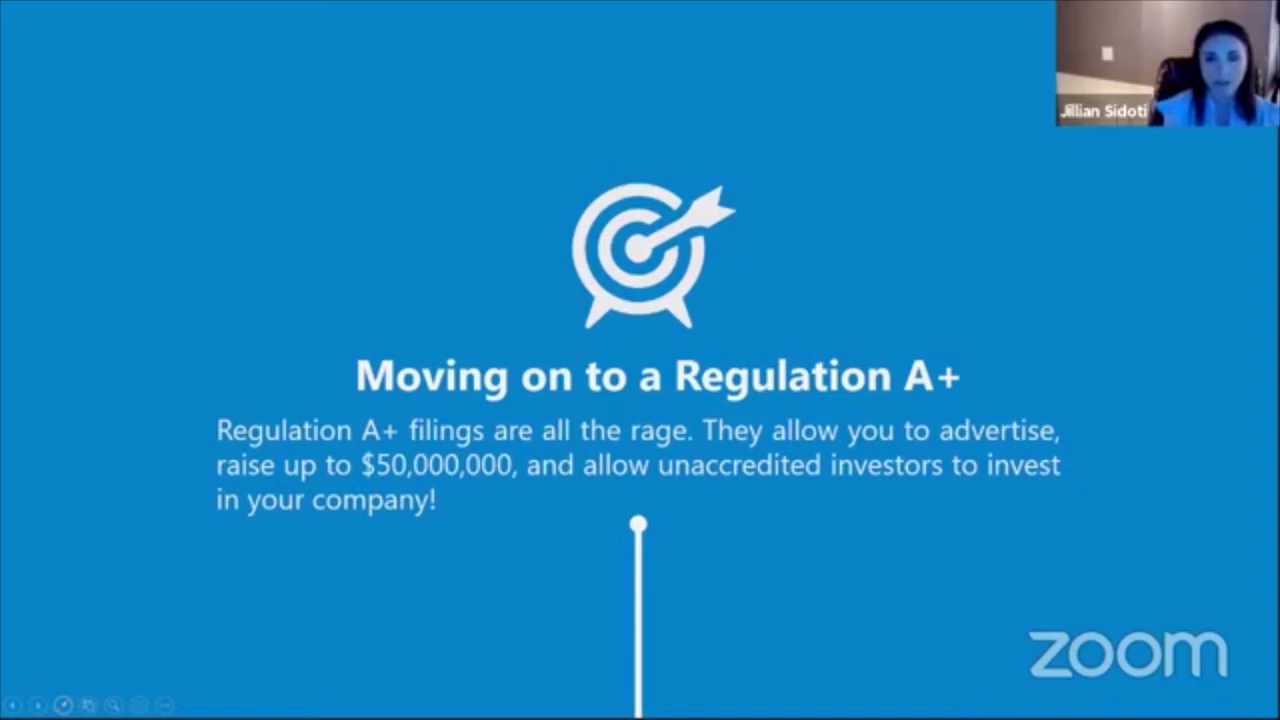 Jillian Sidoti
Moving on to a Regulation A+
Regulation A+ filings are all the rage. They allow you to advertise,
raise up to $50,000,000, and allow unaccredited investors to invest
in your company!
zoom